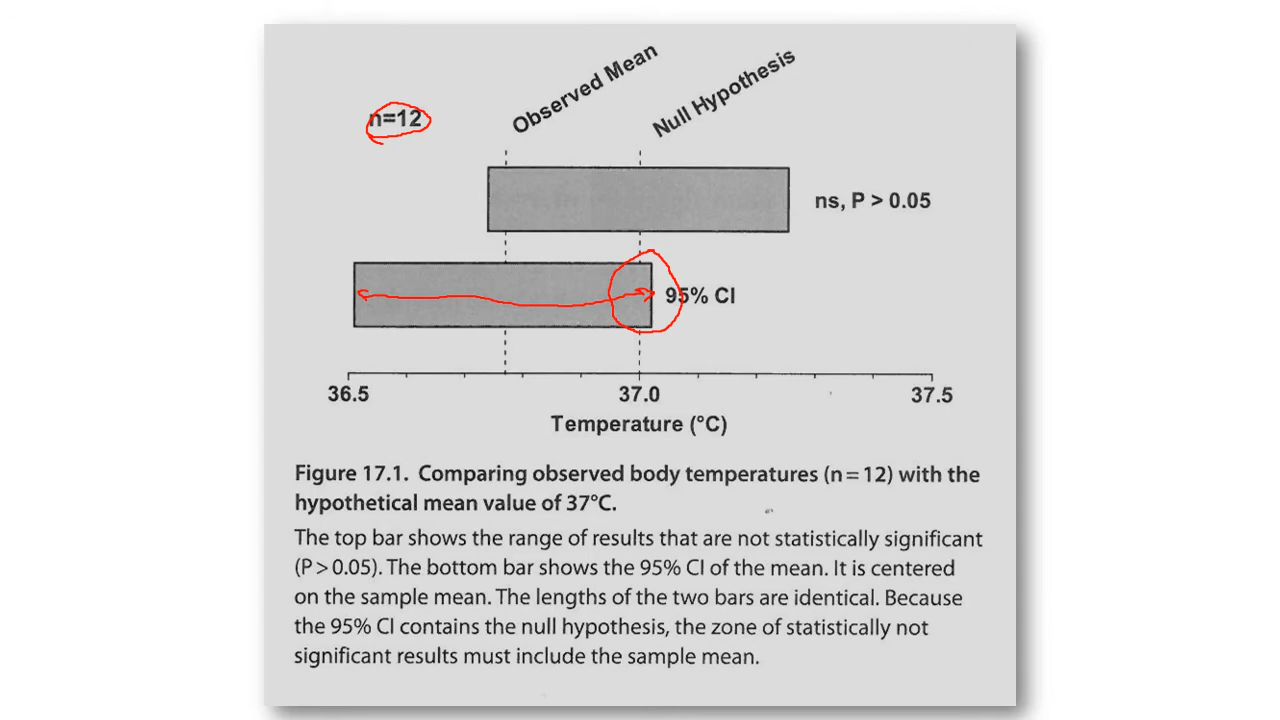 Observed Mean
Null Hypothesis
n=12
ns, P > 0.05
95% CI
36.5
37.0
37.5
Temperature (°C)
Figure 17.1. Comparing observed body temperatures (n = 12) with the
hypothetical mean value of 37°C.
The top bar shows the range of results that are not statistically significant
(P > 0.05). The bottom bar shows the 95% CI of the mean. It is centered
on the sample mean. The lengths of the two bars are identical. Because
the 95% CI contains the null hypothesis, the zone of statistically not
significant results must include the sample mean.